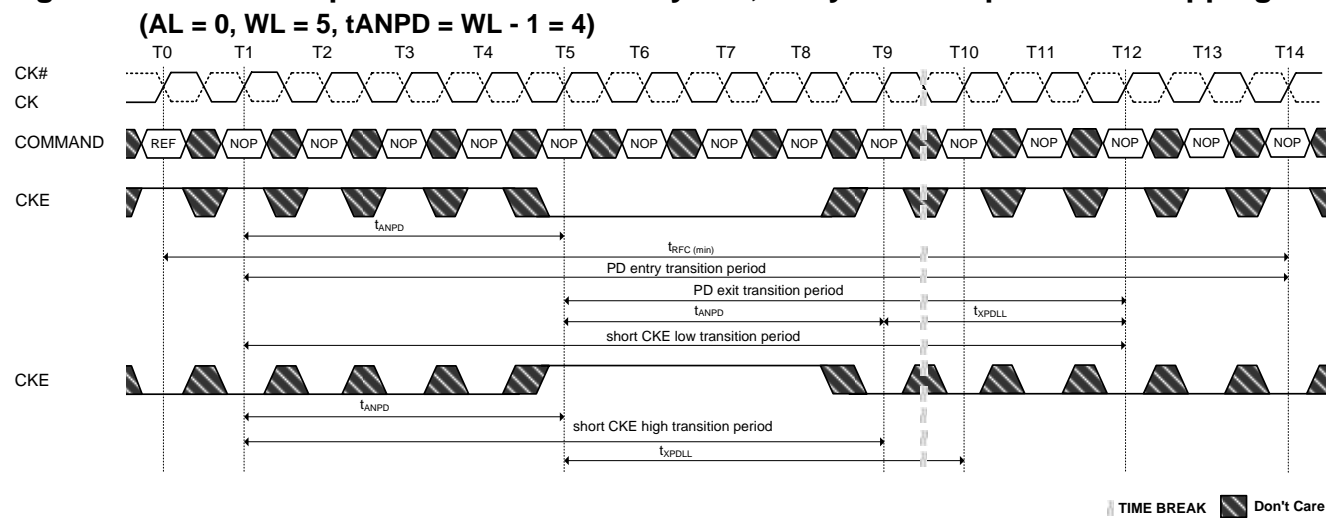 (AL = 0, WL = 5, tANPD = WL - 1 = 4)
T0 T1 T2 T3 T4 T5 T6 T7 T8 T9 T10 T11 T12 T13 T14
CK#
CK
COMMAND REF NOP NOP NOP NOP NOP NOP NOP NOP NOP NOP NOP NOP NOP NOP
CKE
tANPD
tRFC (min)
PD entry transition period
PD exit transition period
tANPD tXPDLL
short CKE low transition period
CKE
tANPD
short CKE high transition period
tXPDLL
TIME BREAK Don't Care